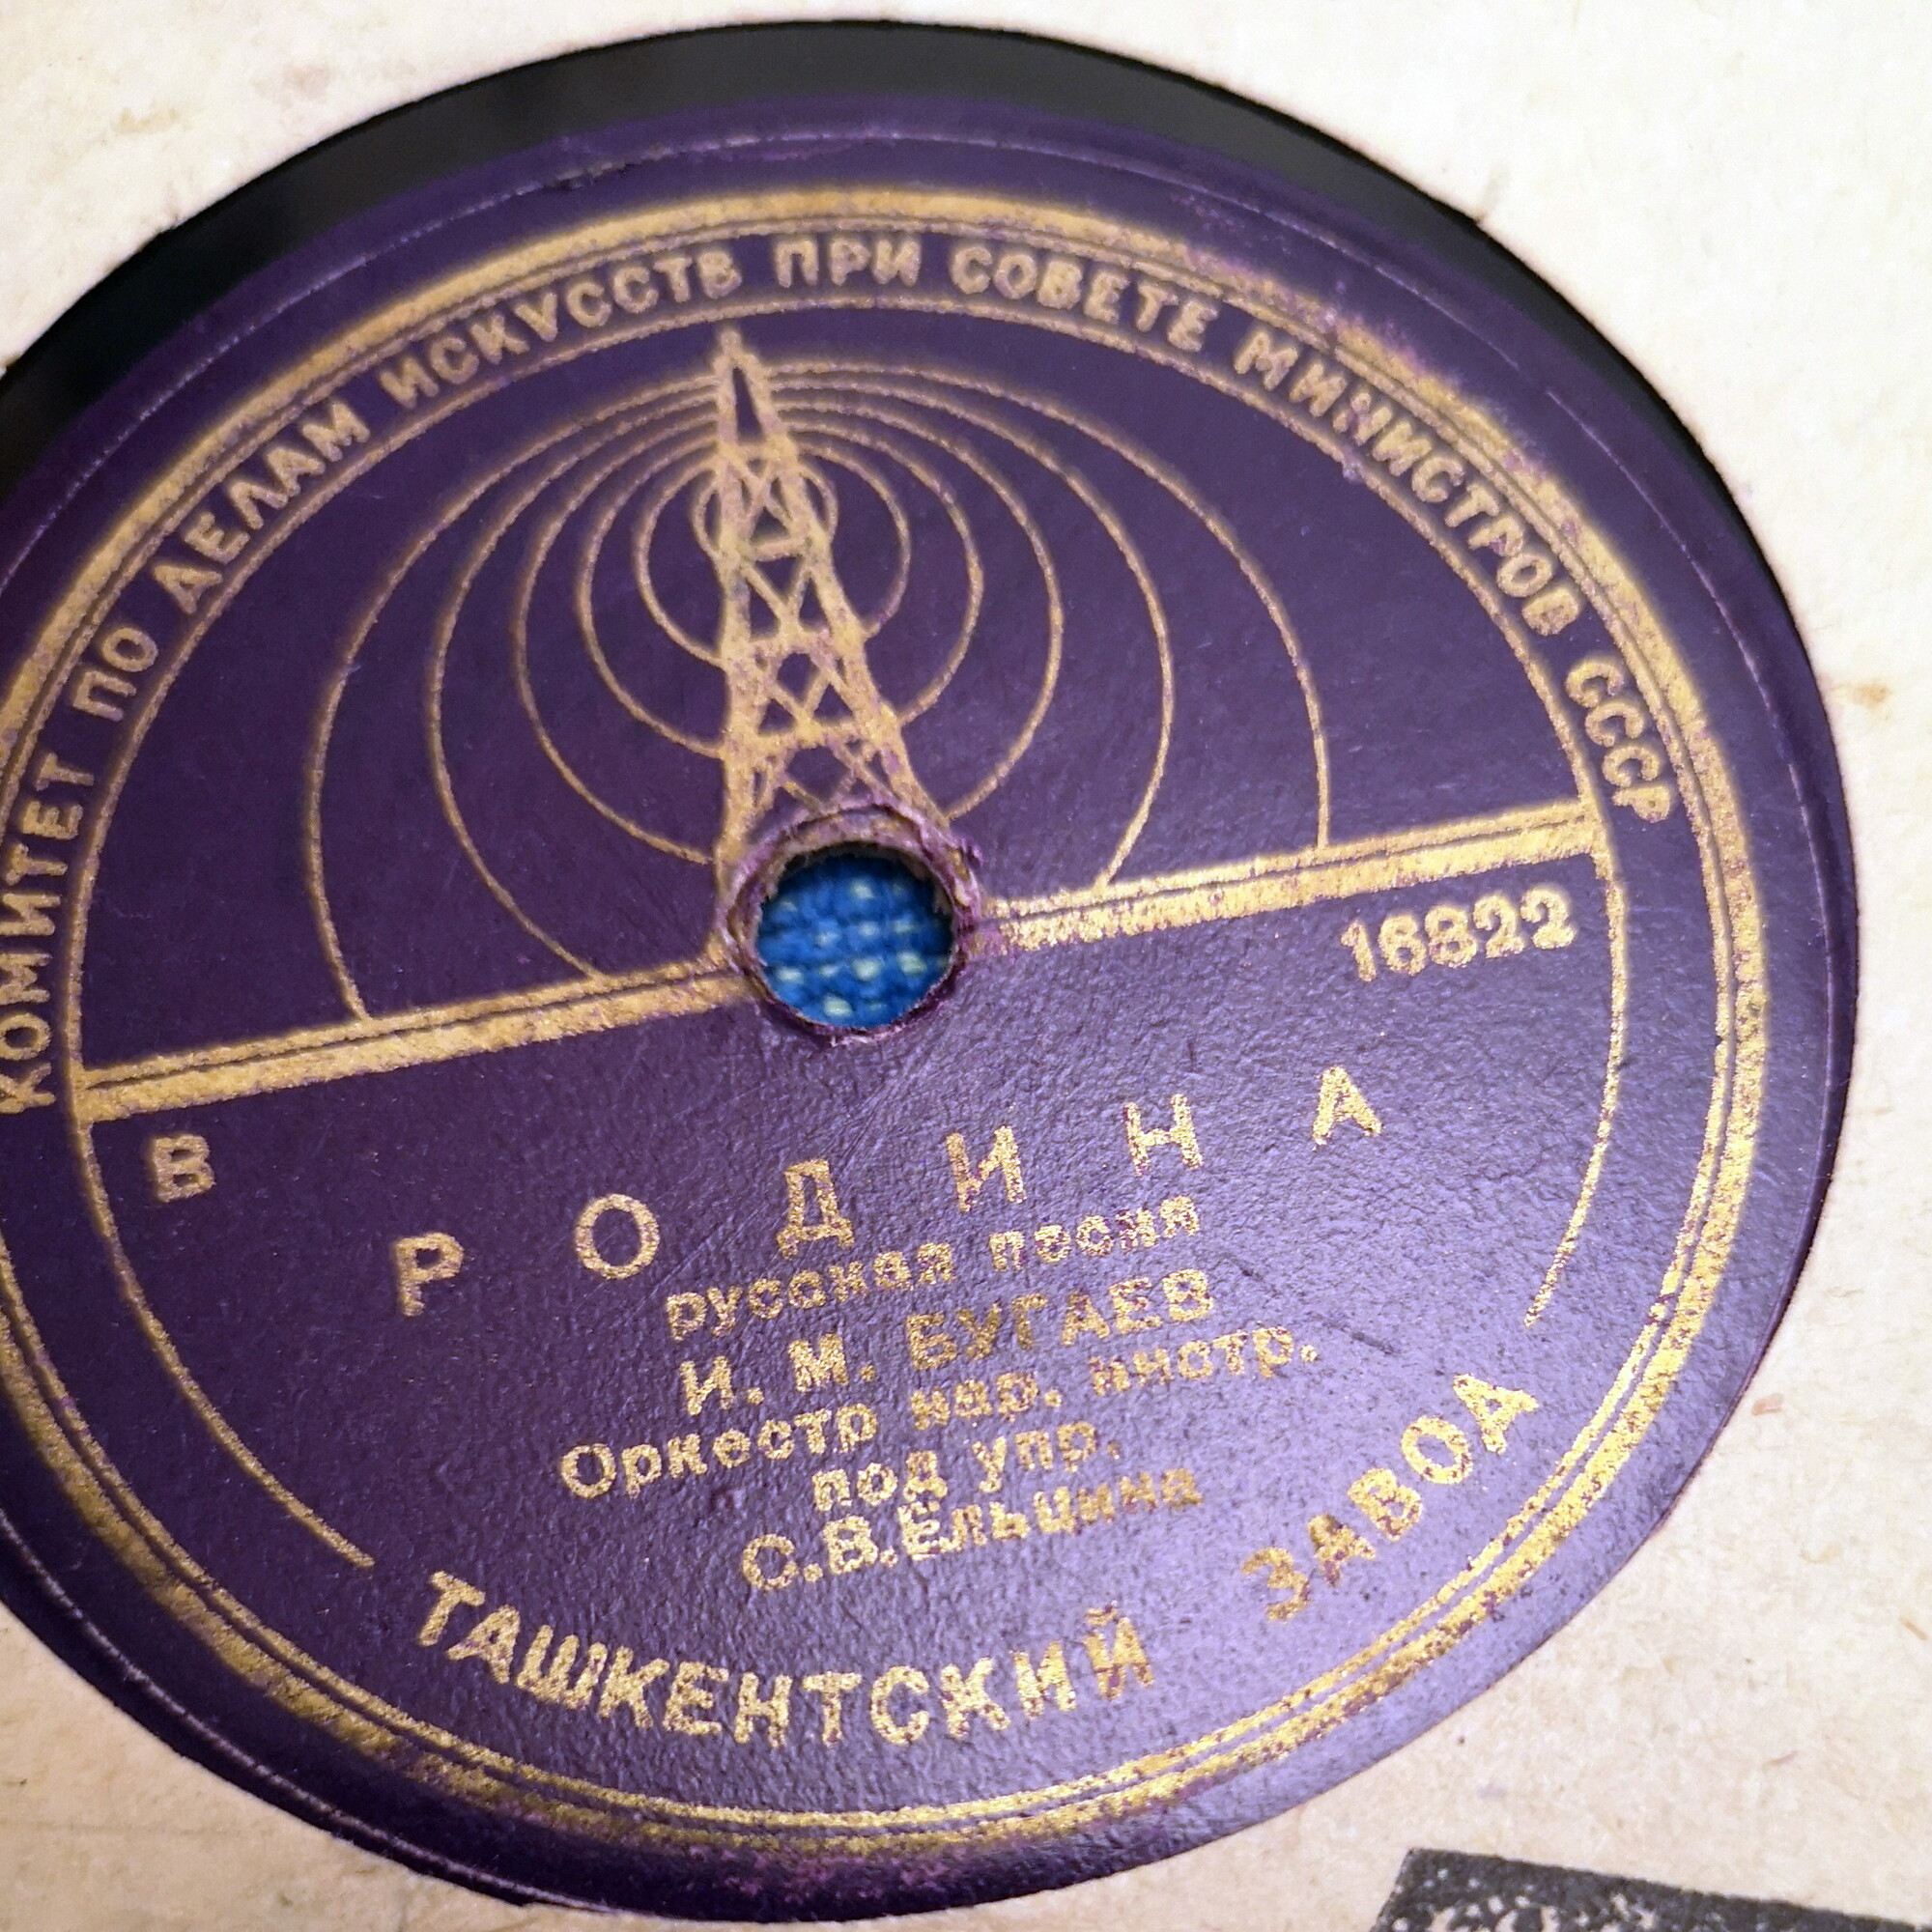 КОМИТЕТ ПО ДЕЛАМ ИСКУССТВ ПРИ СОВЕТЕ МИНИСТРОВ СССР
В 16822
РОДИНА
русская песня
И. М. БУГАЕВ
Оркестр нар. инстр.
под упр.
С.В.Ёльцина
ТАШКЕНТСКИЙ ЗАВОД